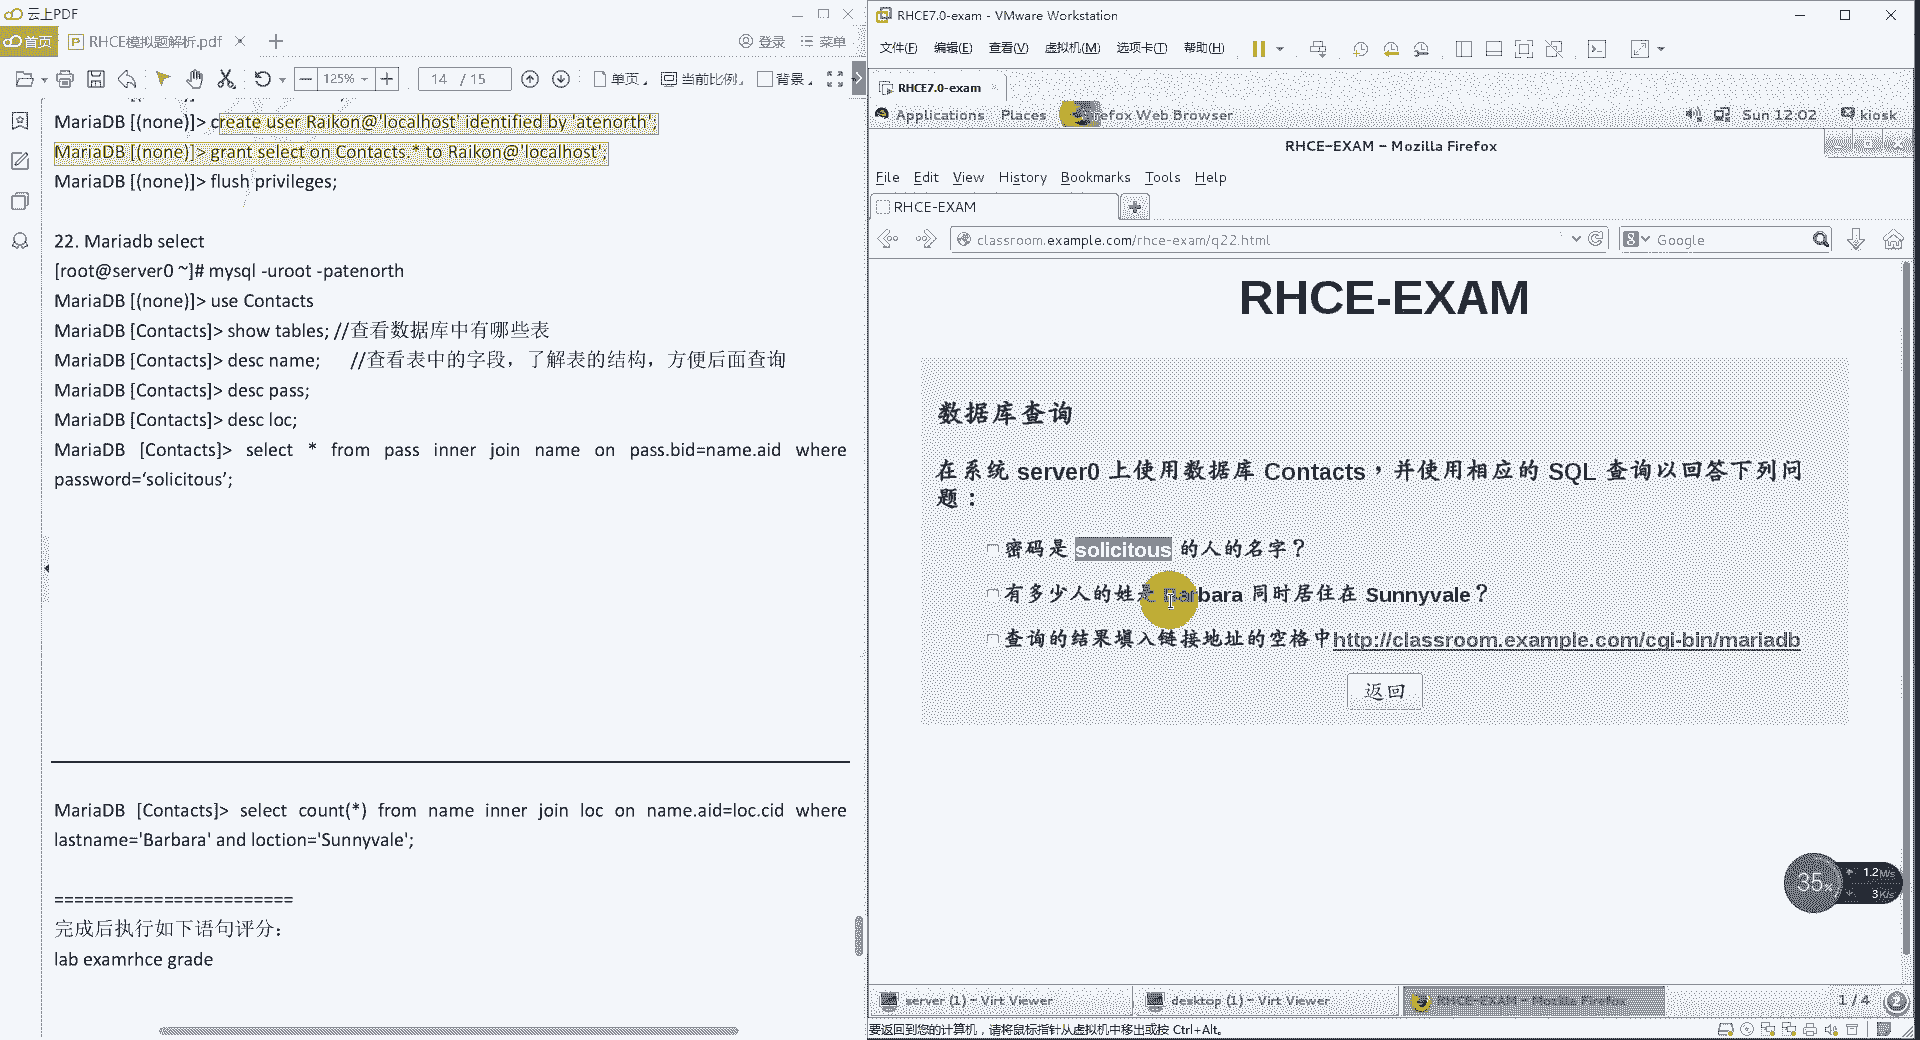 云上PDF
首页
RHCE模拟题解析.pdf
登录
菜单
125%
14 / 15
单页
当前比例
背景
MariaDB [(none)]> create user Raikon@'localhost' identified by 'atenorth';
MariaDB [(none)]> grant select on Contacts.* to Raikon@'localhost';
MariaDB [(none)]> flush privileges;
22. Mariadb select
[root@server0 ~]# mysql -uroot -patenorth
MariaDB [(none)]> use Contacts
MariaDB [Contacts]> show tables; //查看数据库中有哪些表
MariaDB [Contacts]> desc name; //查看表中的字段，了解表的结构，方便后面查询
MariaDB [Contacts]> desc pass;
MariaDB [Contacts]> desc loc;
MariaDB [Contacts]> select * from pass inner join name on pass.bid=name.aid where
password=‘solicitous’;
MariaDB [Contacts]> select count(*) from name inner join loc on name.aid=loc.cid where
lastname='Barbara' and loction='Sunnyvale';
========================
完成后执行如下语句评分：
lab examrhce grade
RHCE7.0-exam - VMware Workstation
文件(F) 编辑(E) 查看(V) 虚拟机(M) 选项卡(T) 帮助(H)
RHCE7.0-exam
Applications Places refox Web Browser Sun 12:02 kiosk
RHCE-EXAM - Mozilla Firefox
File Edit View History Bookmarks Tools Help
RHCE-EXAM
classroom.example.com/rhce-exam/q22.html
Google
RHCE-EXAM
数据库查询
在系统 server0 上使用数据库 Contacts，并使用相应的 SQL 查询以回答下列问
题：
密码是 solicitous 的人的名字？
有多少人的姓是 Barbara 同时居住在 Sunnyvale？
查询的结果填入链接地址的空格中http://classroom.example.com/cgi-bin/mariadb
返回
35%
1.2M/s
3K/s
server (1) - Virt Viewer
desktop (1) - Virt Viewer
RHCE-EXAM - Mozilla Firefox
1 / 4
2
要返回到您的计算机，请将鼠标指针从虚拟机中移出或按 Ctrl+Alt。